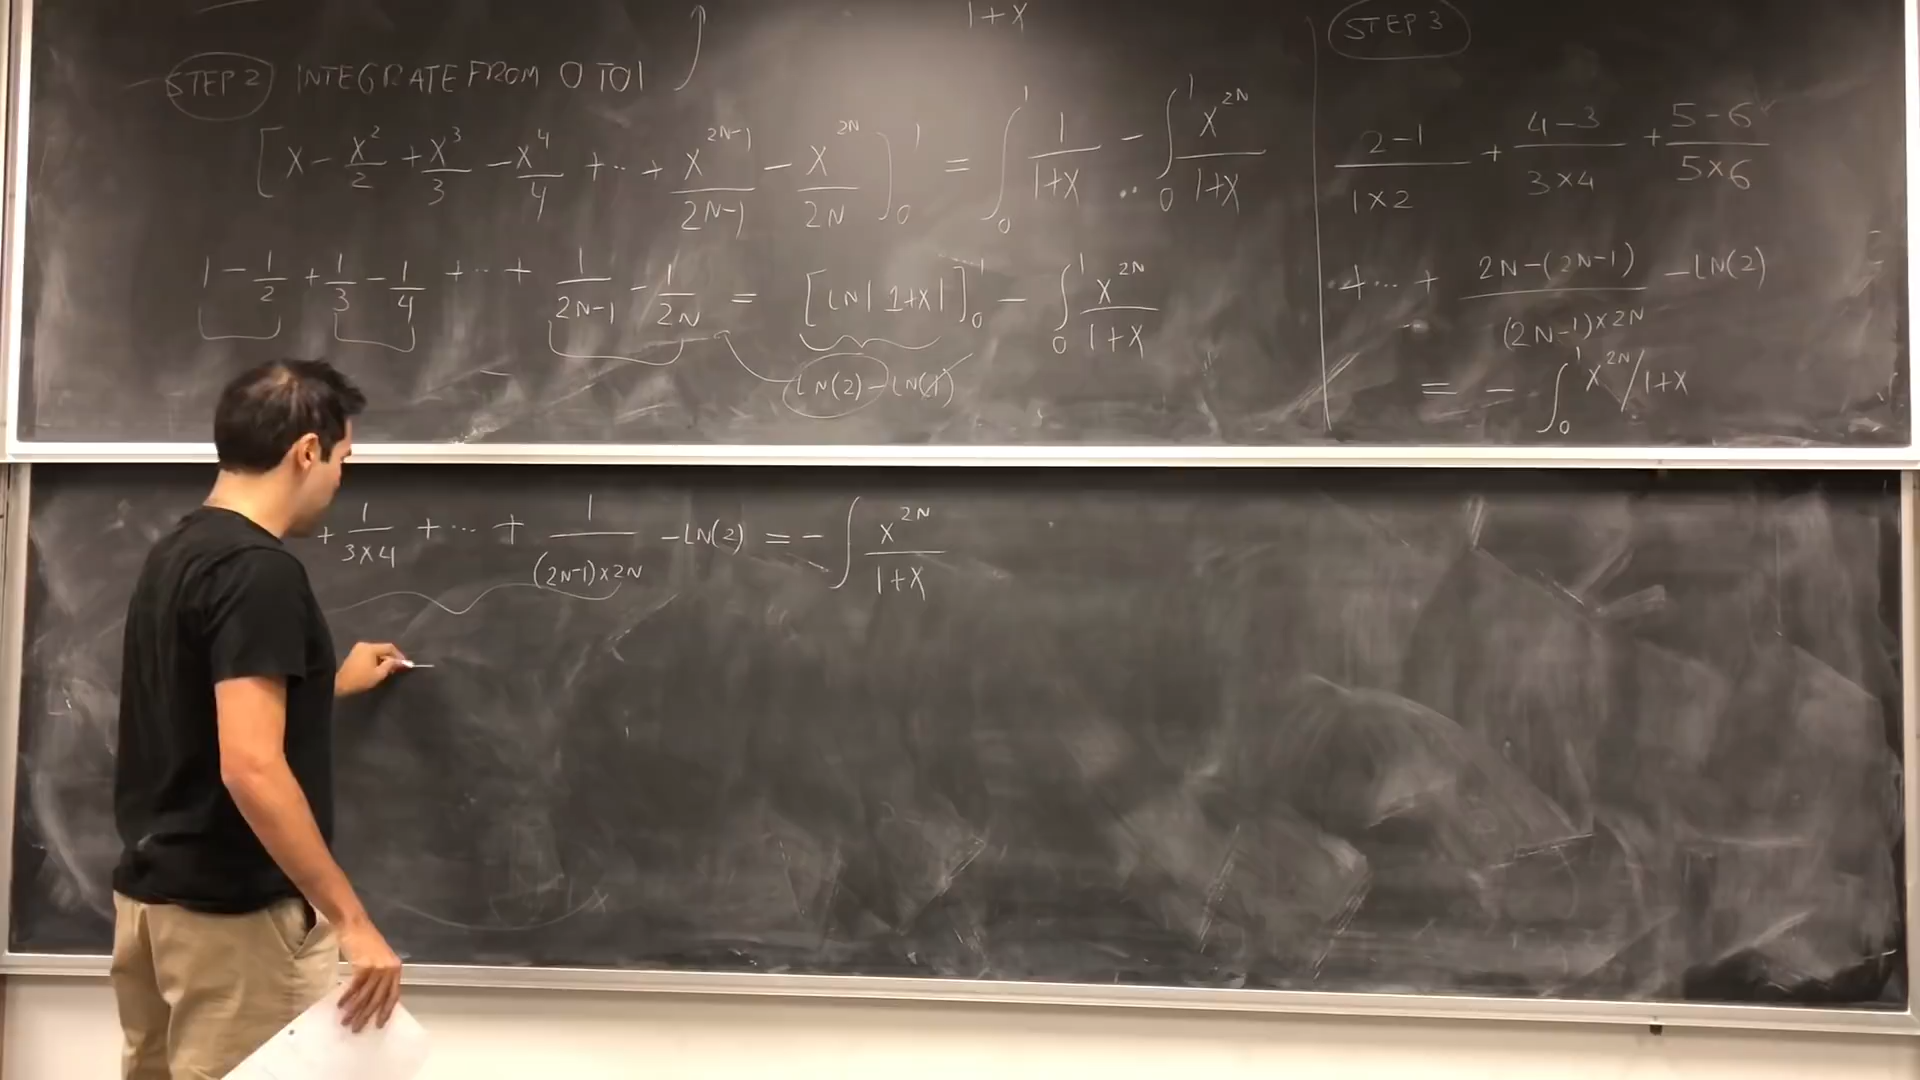 1+X
STEP 2 INTEGRATE FROM 0 TO 1
[X - X²/2 + X³/3 - X⁴/4 + ... + X^(2N-1)/(2N-1) - X^(2N)/2N]₀¹ = ∫₀¹ 1/(1+X) - ∫₀¹ X^(2N)/(1+X)
1 - 1/2 + 1/3 - 1/4 + ... + 1/(2N-1) - 1/2N = [LN|1+X|]₀¹ - ∫₀¹ X^(2N)/(1+X)
LN(2) - LN(1)
STEP 3
(2-1)/(1×2) + (4-3)/(3×4) + (5-6)/(5×6)
+ ... + (2N-(2N-1))/((2N-1)×2N) - LN(2)
= - ∫₀¹ X^(2N)/1+X
+ 1/(3×4) + ... + 1/((2N-1)×2N) - LN(2) = - ∫ X^(2N)/(1+X)